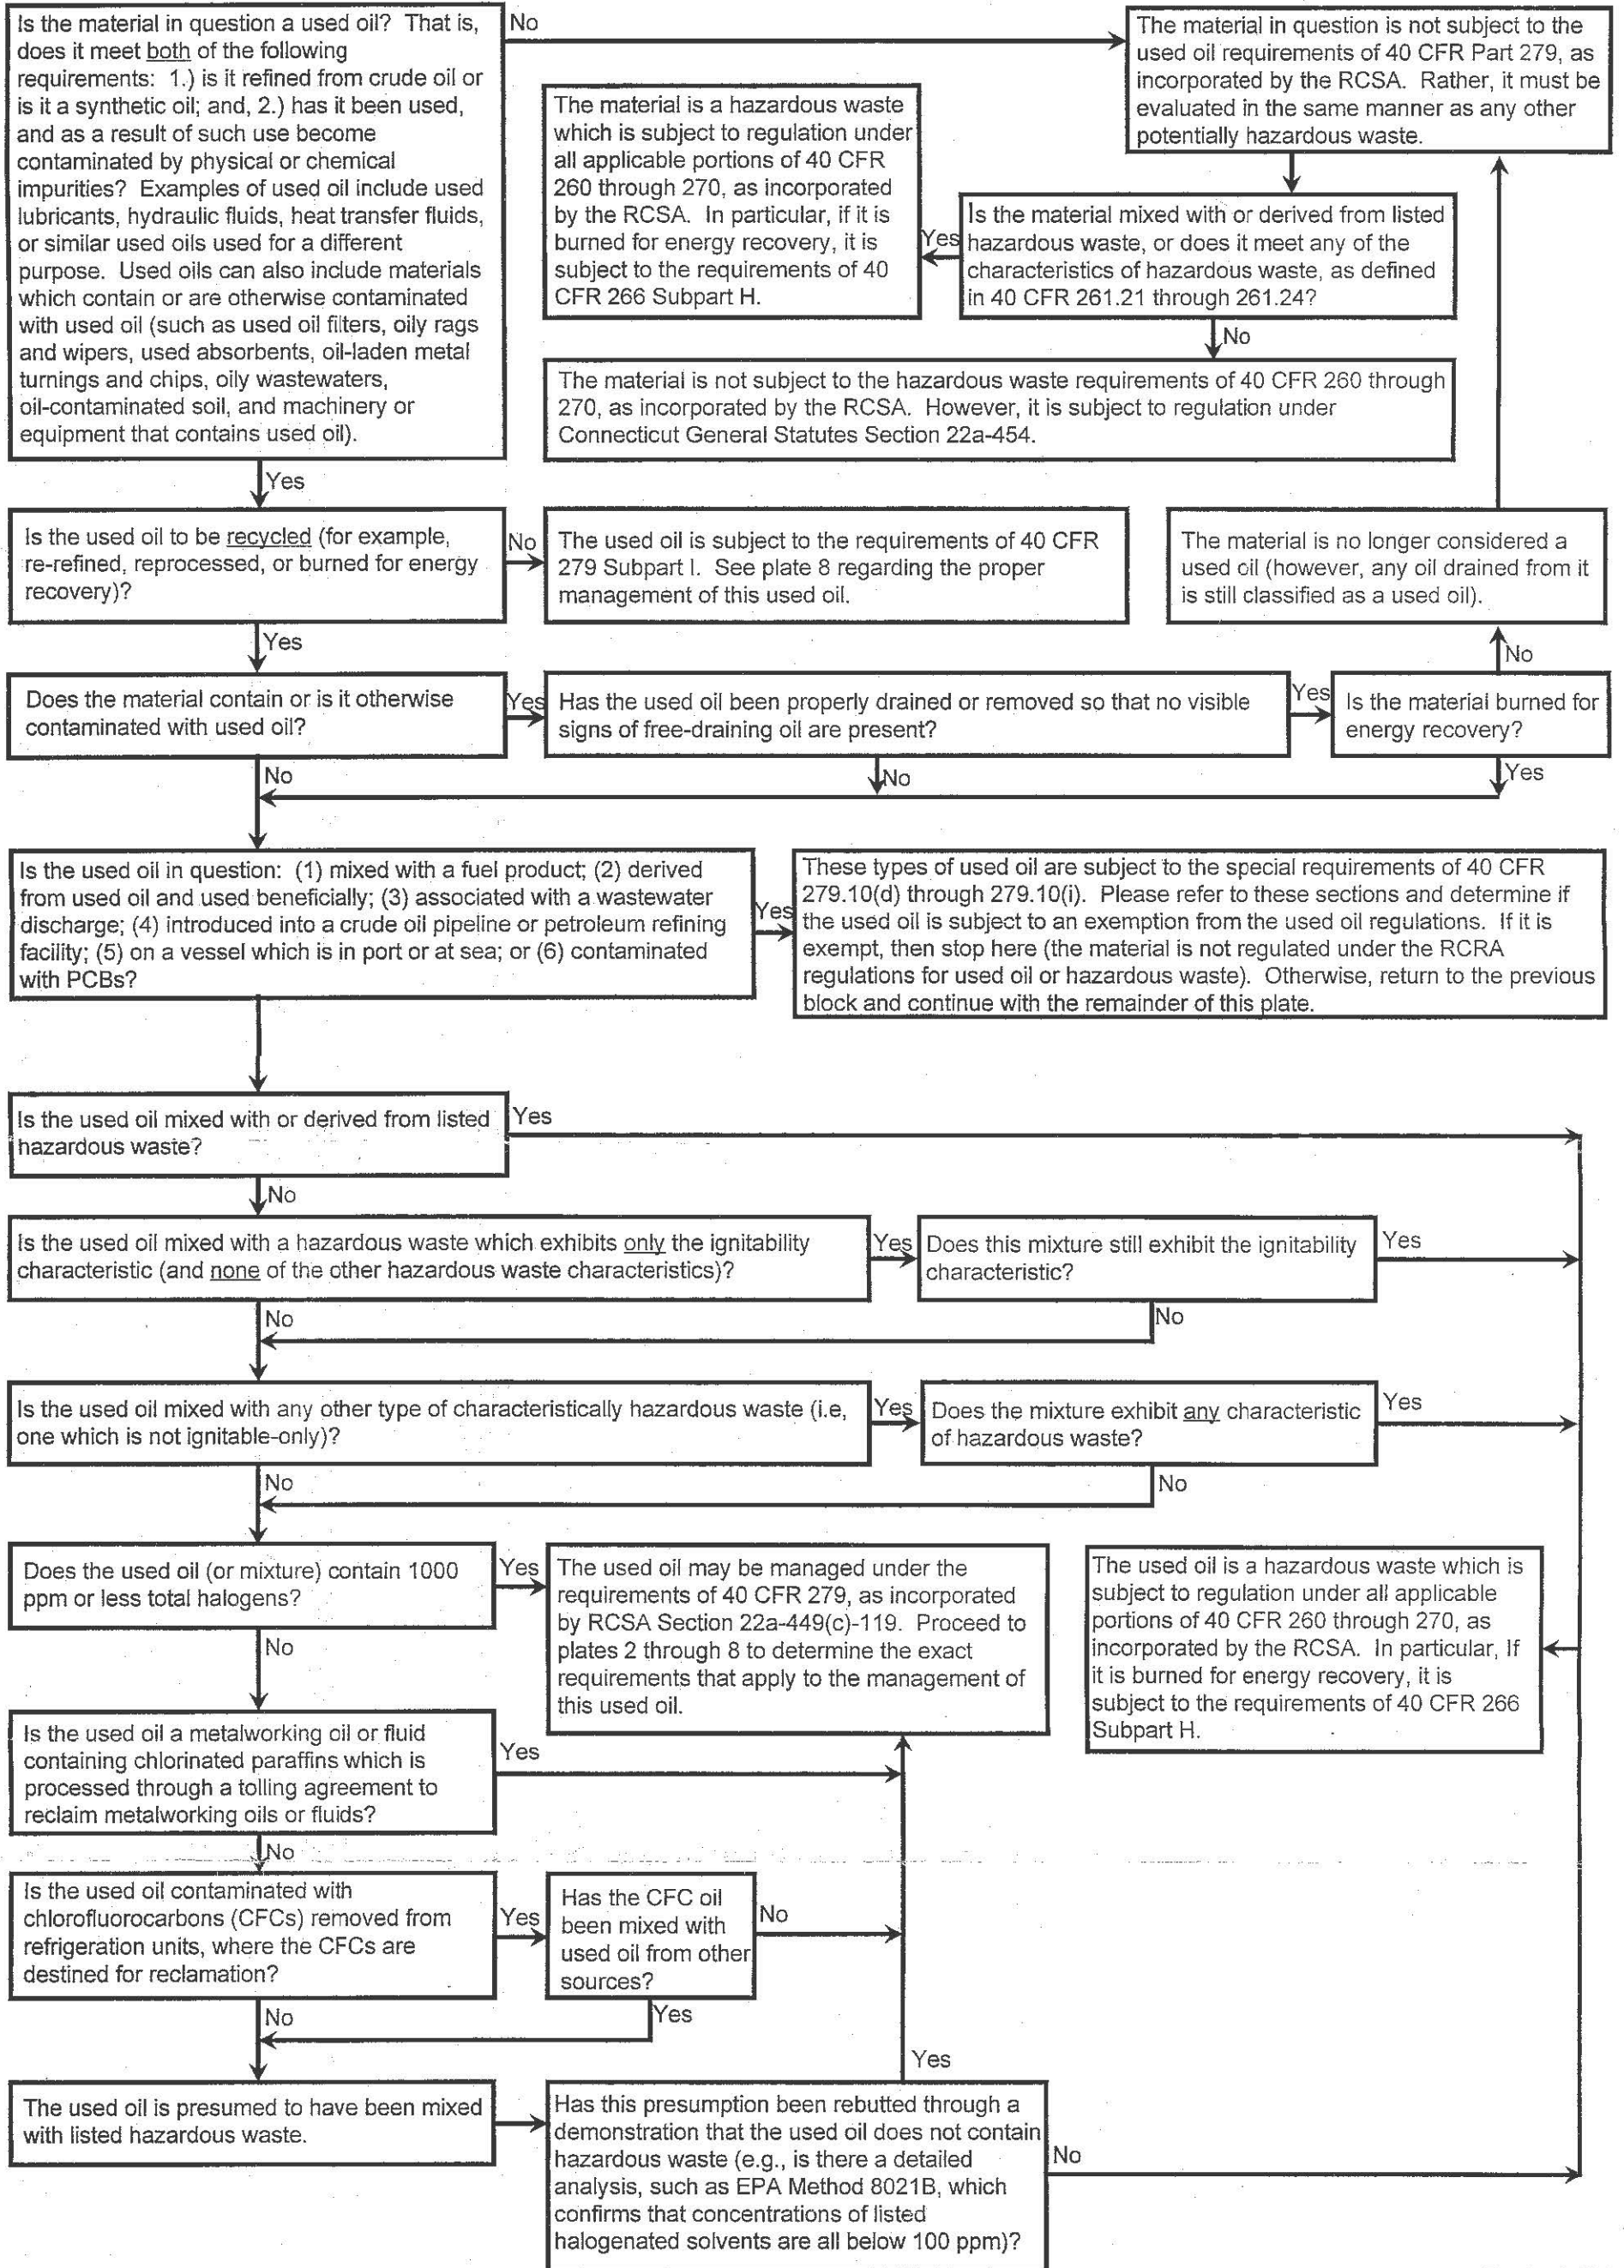 Is the material in question a used oil? That is,
does it meet both of the following
requirements: 1.) is it refined from crude oil or
is it a synthetic oil; and, 2.) has it been used,
and as a result of such use become
contaminated by physical or chemical
impurities? Examples of used oil include used
lubricants, hydraulic fluids, heat transfer fluids,
or similar used oils used for a different
purpose. Used oils can also include materials
which contain or are otherwise contaminated
with used oil (such as used oil filters, oily rags
and wipers, used absorbents, oil-laden metal
turnings and chips, oily wastewaters,
oil-contaminated soil, and machinery or
equipment that contains used oil).
No
The material in question is not subject to the
used oil requirements of 40 CFR Part 279, as
incorporated by the RCSA. Rather, it must be
evaluated in the same manner as any other
potentially hazardous waste.
The material is a hazardous waste
which is subject to regulation under
all applicable portions of 40 CFR
260 through 270, as incorporated
by the RCSA. In particular, if it is
burned for energy recovery, it is
subject to the requirements of 40
CFR 266 Subpart H.
Yes
Is the material mixed with or derived from listed
hazardous waste, or does it meet any of the
characteristics of hazardous waste, as defined
in 40 CFR 261.21 through 261.24?
No
The material is not subject to the hazardous waste requirements of 40 CFR 260 through
270, as incorporated by the RCSA. However, it is subject to regulation under
Connecticut General Statutes Section 22a-454.
Yes
Is the used oil to be recycled (for example,
re-refined, reprocessed, or burned for energy
recovery)?
No
The used oil is subject to the requirements of 40 CFR
279 Subpart I. See plate 8 regarding the proper
management of this used oil.
The material is no longer considered a
used oil (however, any oil drained from it
is still classified as a used oil).
Yes
No
Does the material contain or is it otherwise
contaminated with used oil?
Yes
Has the used oil been properly drained or removed so that no visible
signs of free-draining oil are present?
Yes
Is the material burned for
energy recovery?
No
No
Yes
Is the used oil in question: (1) mixed with a fuel product; (2) derived
from used oil and used beneficially; (3) associated with a wastewater
discharge; (4) introduced into a crude oil pipeline or petroleum refining
facility; (5) on a vessel which is in port or at sea; or (6) contaminated
with PCBs?
Yes
These types of used oil are subject to the special requirements of 40 CFR
279.10(d) through 279.10(i). Please refer to these sections and determine if
the used oil is subject to an exemption from the used oil regulations. If it is
exempt, then stop here (the material is not regulated under the RCRA
regulations for used oil or hazardous waste). Otherwise, return to the previous
block and continue with the remainder of this plate.
Is the used oil mixed with or derived from listed
hazardous waste?
Yes
No
Is the used oil mixed with a hazardous waste which exhibits only the ignitability
characteristic (and none of the other hazardous waste characteristics)?
Yes
Does this mixture still exhibit the ignitability
characteristic?
Yes
No
No
Is the used oil mixed with any other type of characteristically hazardous waste (i.e,
one which is not ignitable-only)?
Yes
Does the mixture exhibit any characteristic
of hazardous waste?
Yes
No
No
Does the used oil (or mixture) contain 1000
ppm or less total halogens?
Yes
The used oil may be managed under the
requirements of 40 CFR 279, as incorporated
by RCSA Section 22a-449(c)-119. Proceed to
plates 2 through 8 to determine the exact
requirements that apply to the management of
this used oil.
The used oil is a hazardous waste which is
subject to regulation under all applicable
portions of 40 CFR 260 through 270, as
incorporated by the RCSA. In particular, If
it is burned for energy recovery, it is
subject to the requirements of 40 CFR 266
Subpart H.
No
Is the used oil a metalworking oil or fluid
containing chlorinated paraffins which is
processed through a tolling agreement to
reclaim metalworking oils or fluids?
Yes
No
Is the used oil contaminated with
chlorofluorocarbons (CFCs) removed from
refrigeration units, where the CFCs are
destined for reclamation?
Yes
Has the CFC oil
been mixed with
used oil from other
sources?
No
No
Yes
Yes
The used oil is presumed to have been mixed
with listed hazardous waste.
Has this presumption been rebutted through a
demonstration that the used oil does not contain
hazardous waste (e.g., is there a detailed
analysis, such as EPA Method 8021B, which
confirms that concentrations of listed
halogenated solvents are all below 100 ppm)?
No